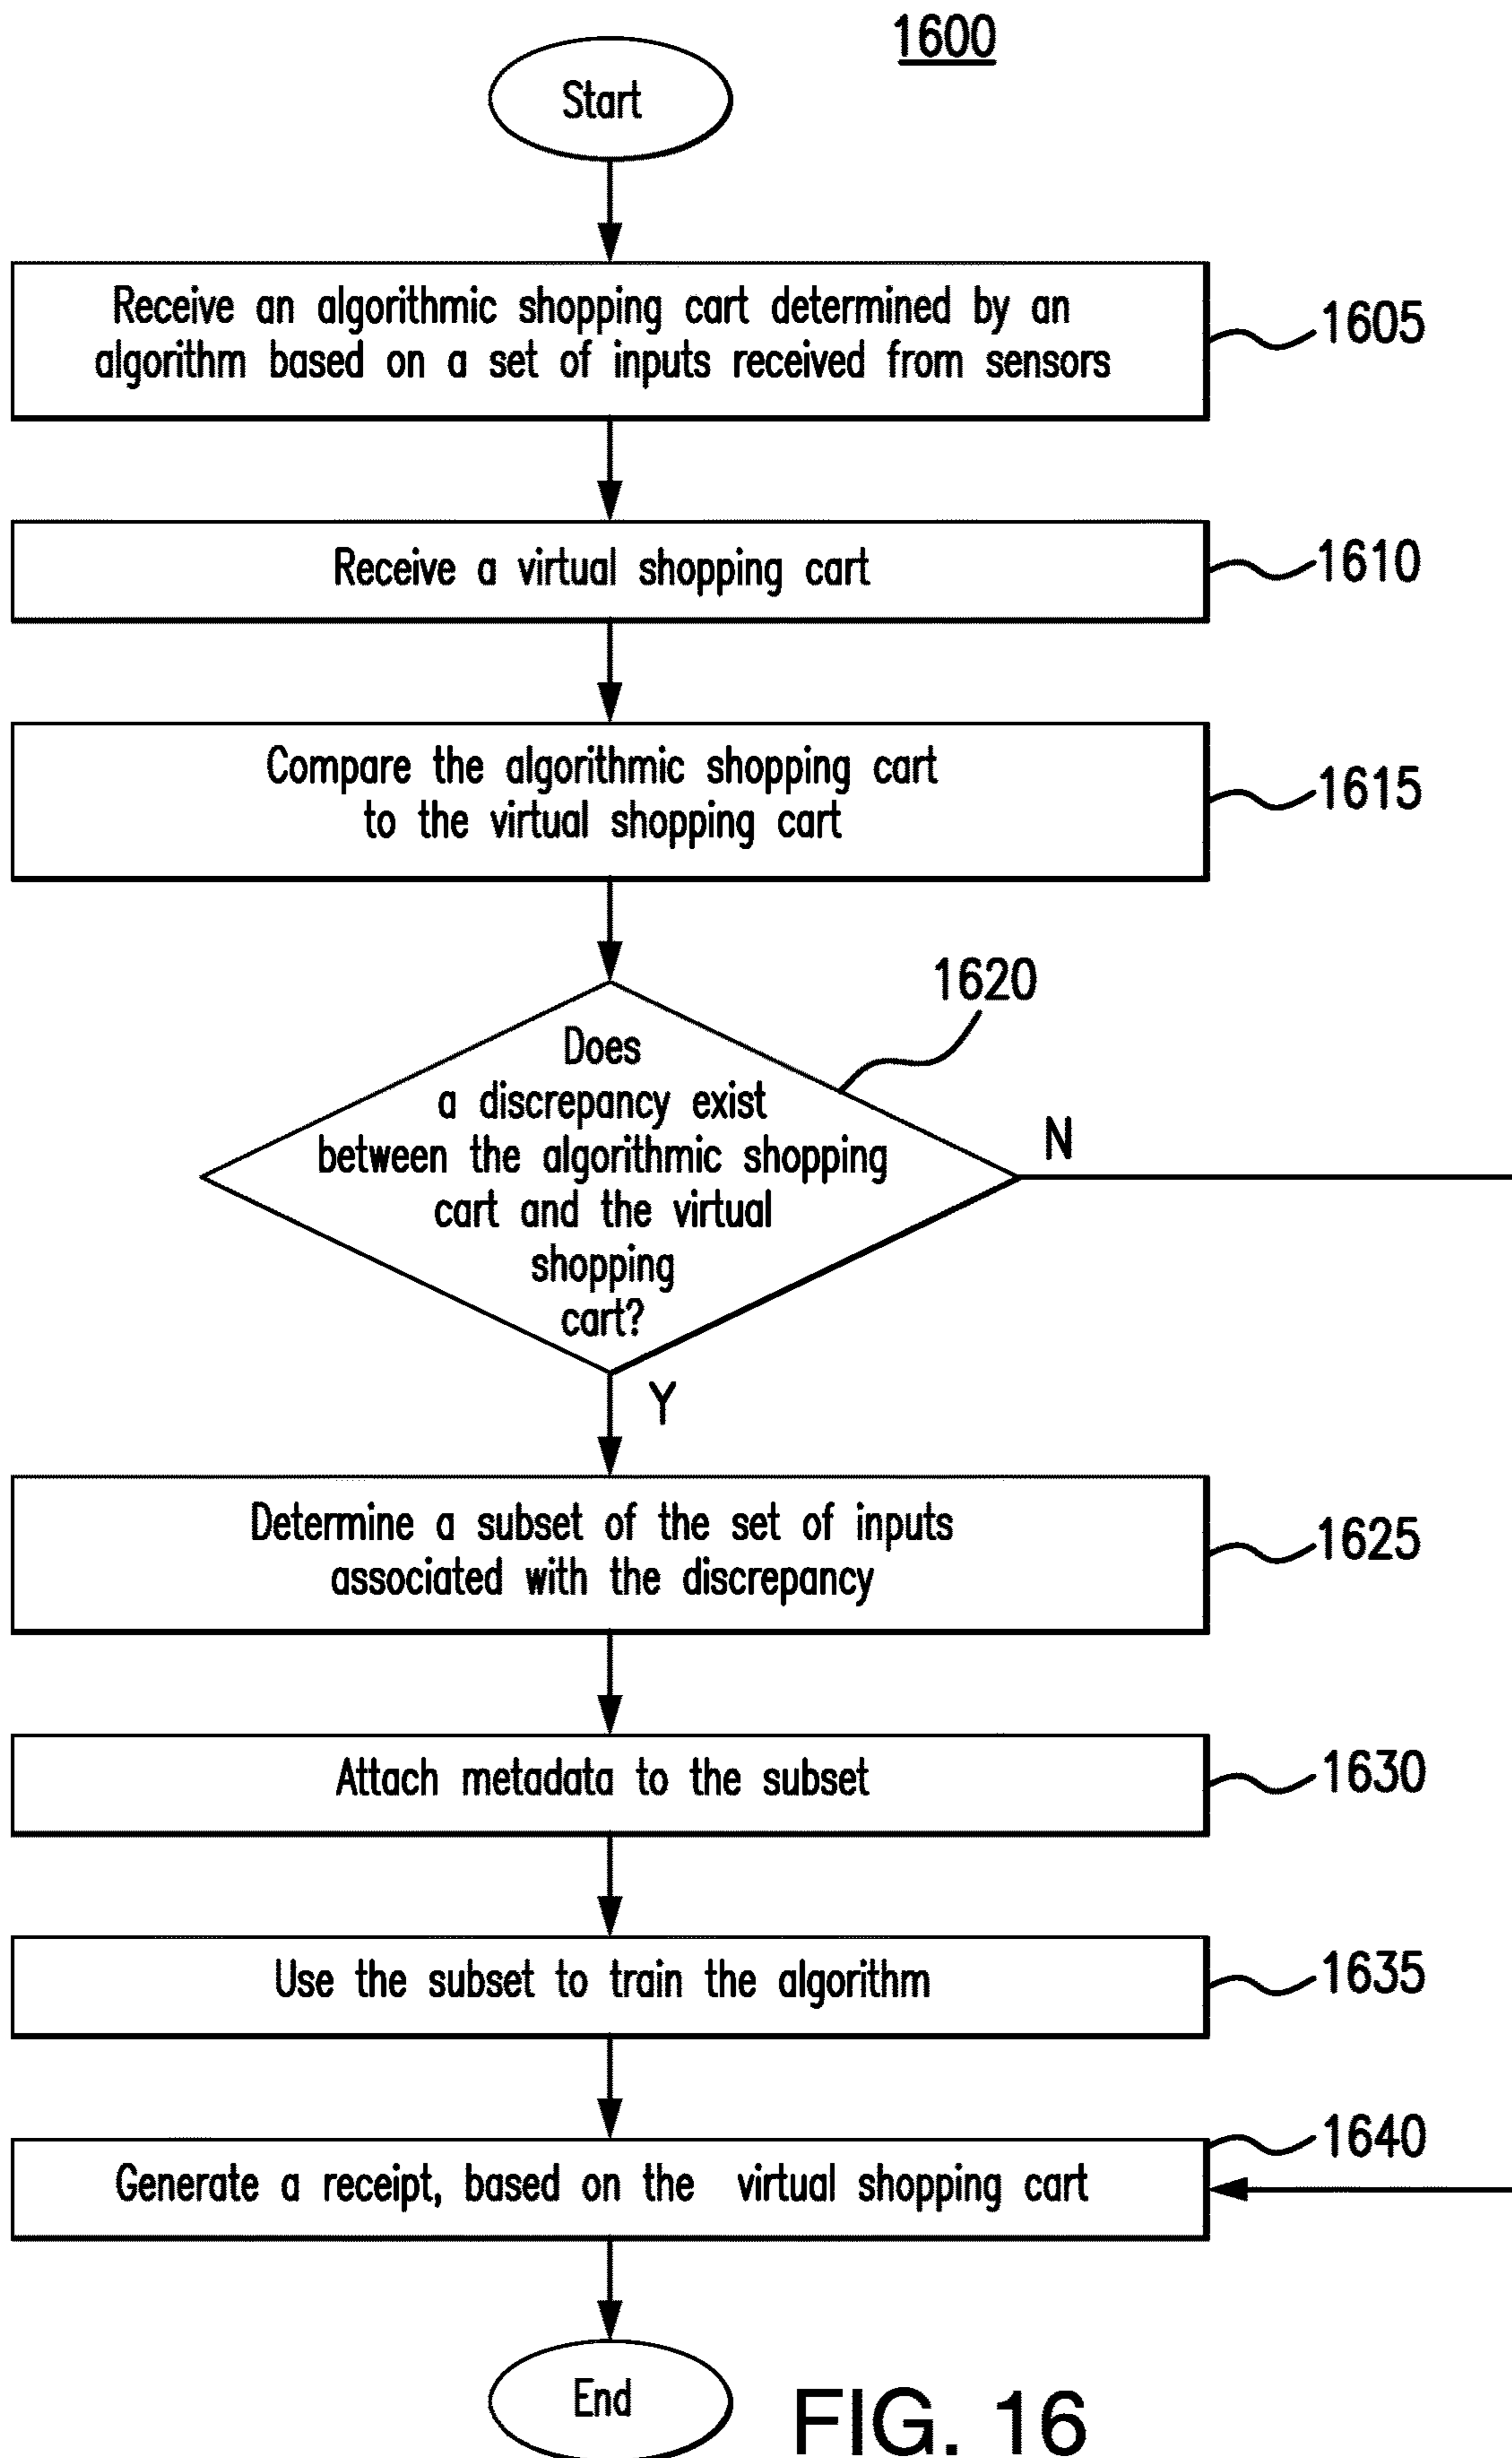 1600
Start
Receive an algorithmic shopping cart determined by an
algorithm based on a set of inputs received from sensors
1605
Receive a virtual shopping cart
1610
Compare the algorithmic shopping cart
to the virtual shopping cart
1615
1620
Does
a discrepancy exist
between the algorithmic shopping
cart and the virtual
shopping
cart?
N
Y
Determine a subset of the set of inputs
associated with the discrepancy
1625
Attach metadata to the subset
1630
Use the subset to train the algorithm
1635
Generate a receipt, based on the virtual shopping cart
1640
End
FIG. 16